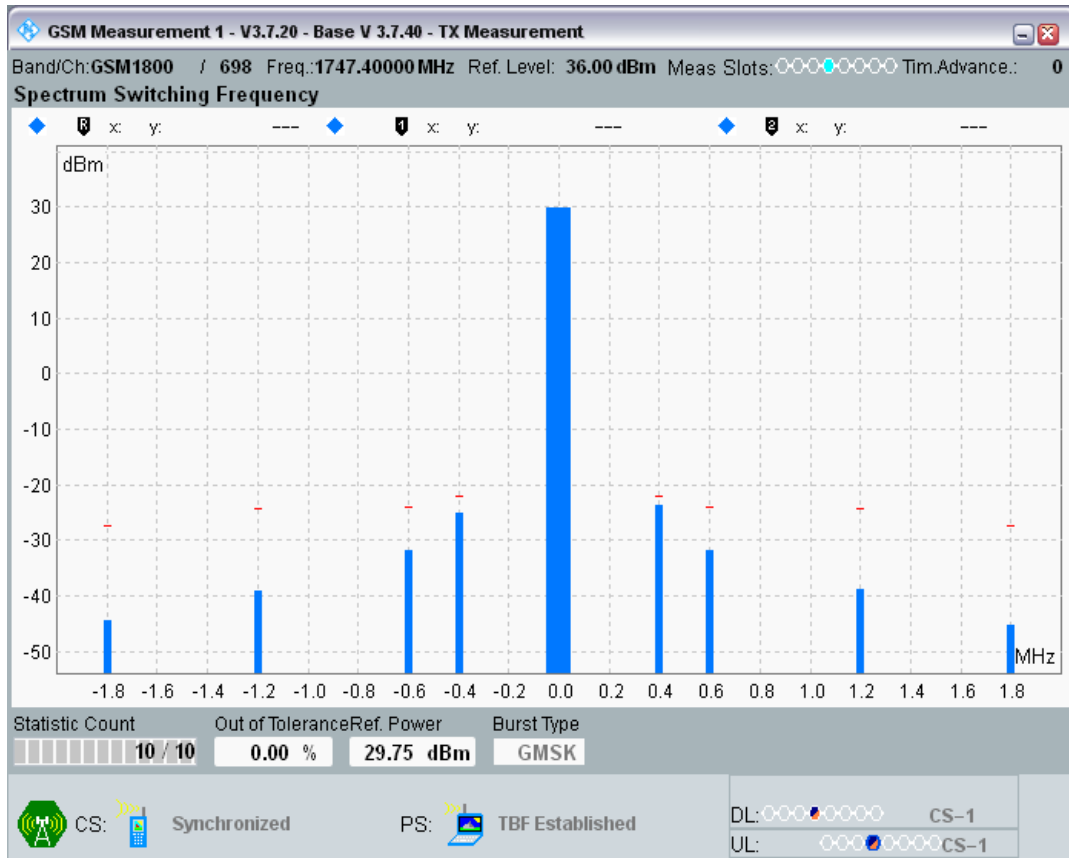 GSM Measurement 1 - V3.7.20 - Base V 3.7.40 - TX Measurement
Band/Ch:GSM1800 / 698 Freq.:1747.40000 MHz Ref. Level: 36.00 dBm Meas Slots: Tim.Advance.: 0
Spectrum Switching Frequency
R x: y: --- 1 x: y: --- 2 x: y: ---
dBm
30
20
10
0
-10
-20
-30
-40
-50
MHz
-1.8 -1.6 -1.4 -1.2 -1.0 -0.8 -0.6 -0.4 -0.2 0.0 0.2 0.4 0.6 0.8 1.0 1.2 1.4 1.6 1.8
Statistic Count Out of Tolerance Ref. Power Burst Type
10 / 10 0.00 % 29.75 dBm GMSK
CS: Synchronized PS: TBF Established
DL: CS-1
UL: CS-1